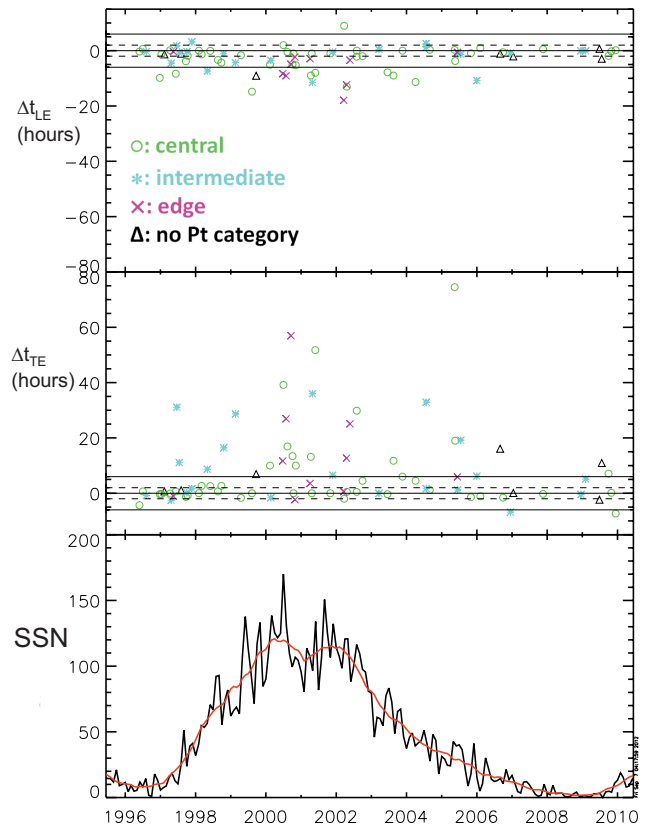 0
−20
−40
−60
−80
Δt_LE
(hours)
○: central
*: intermediate
×: edge
Δ: no Pt category
80
60
40
20
0
Δt_TE
(hours)
200
150
100
50
0
SSN
1996 1998 2000 2002 2004 2006 2008 2010